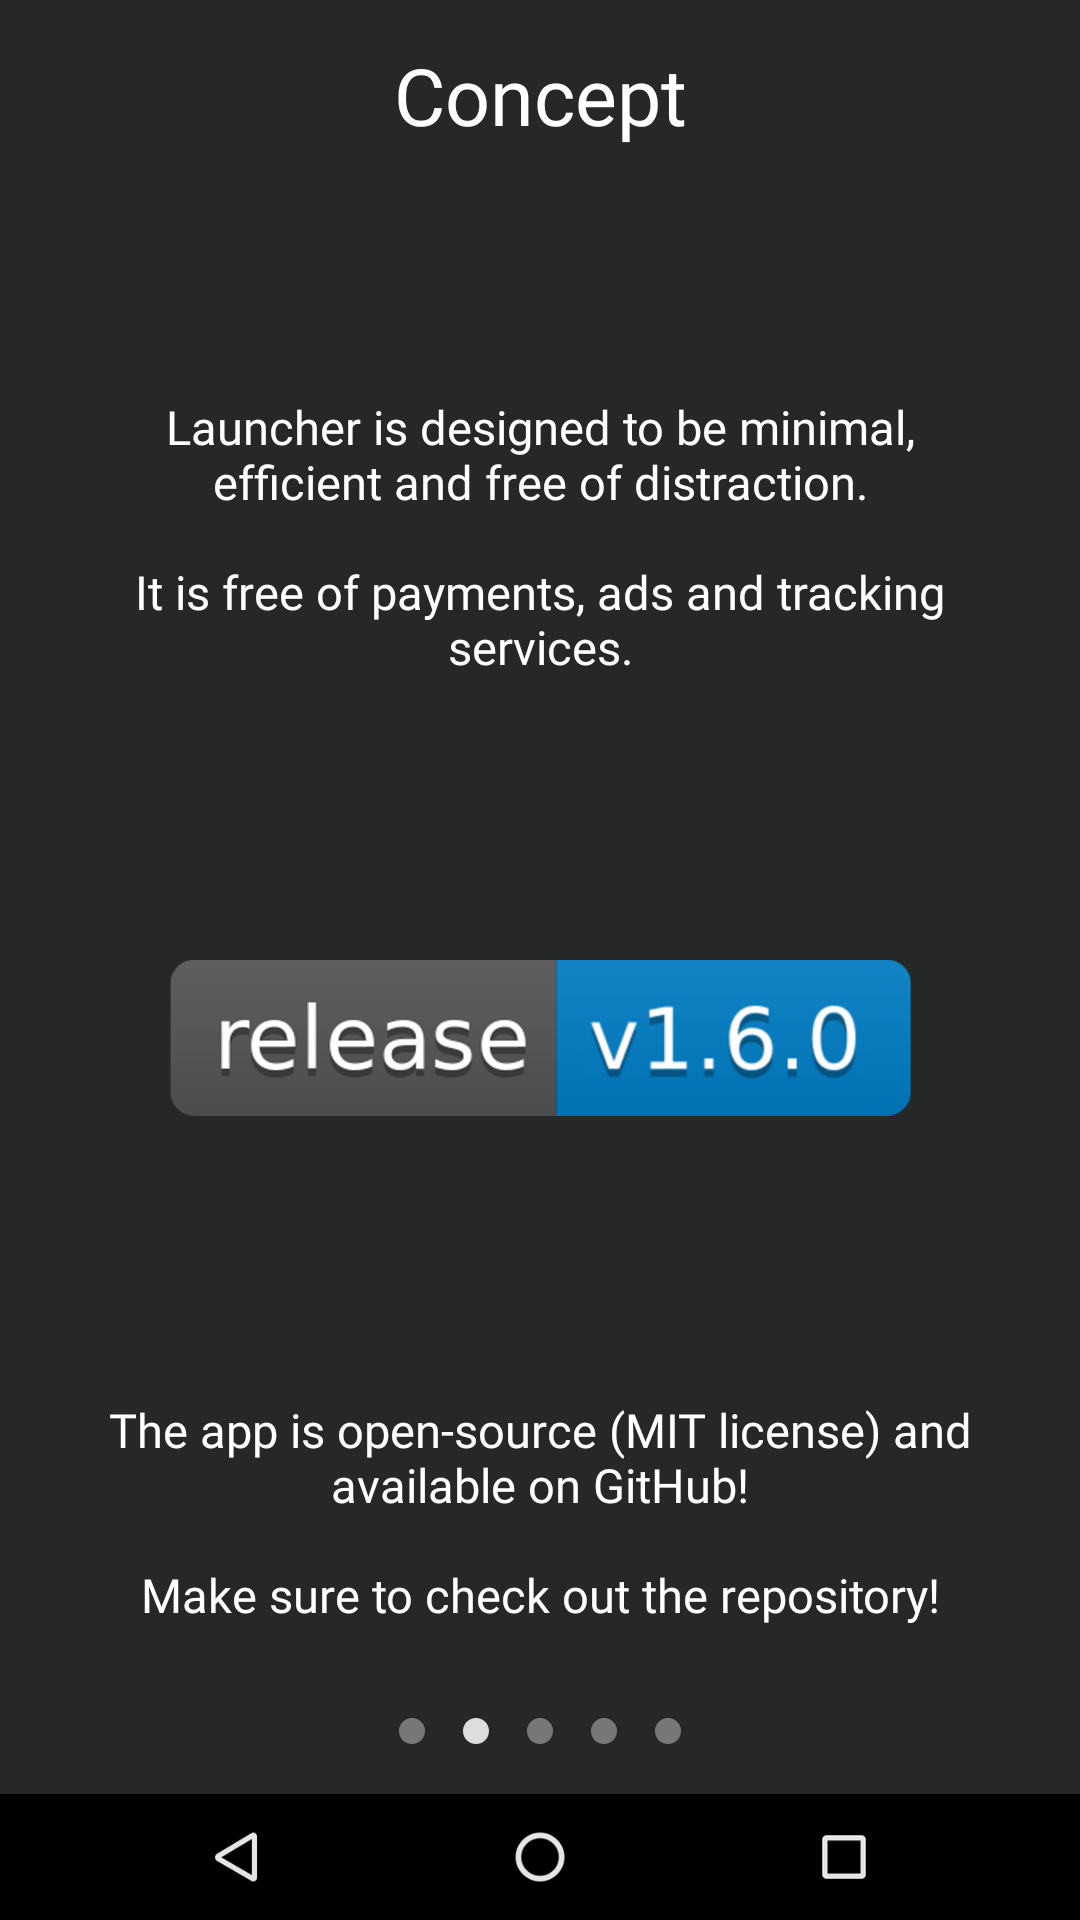 Concept
Launcher is designed to be minimal,
efficient and free of distraction.
It is free of payments, ads and tracking
services.
release v1.6.0
The app is open-source (MIT license) and
available on GitHub!
Make sure to check out the repository!